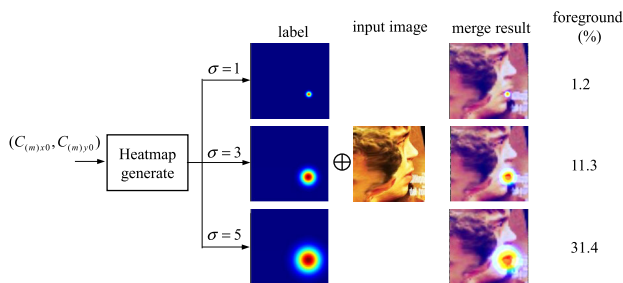 label
input image
merge result
foreground
(%)
σ = 1
1.2
(C(m)x0, C(m)y0)
Heatmap
generate
σ = 3
⊕
11.3
σ = 5
31.4